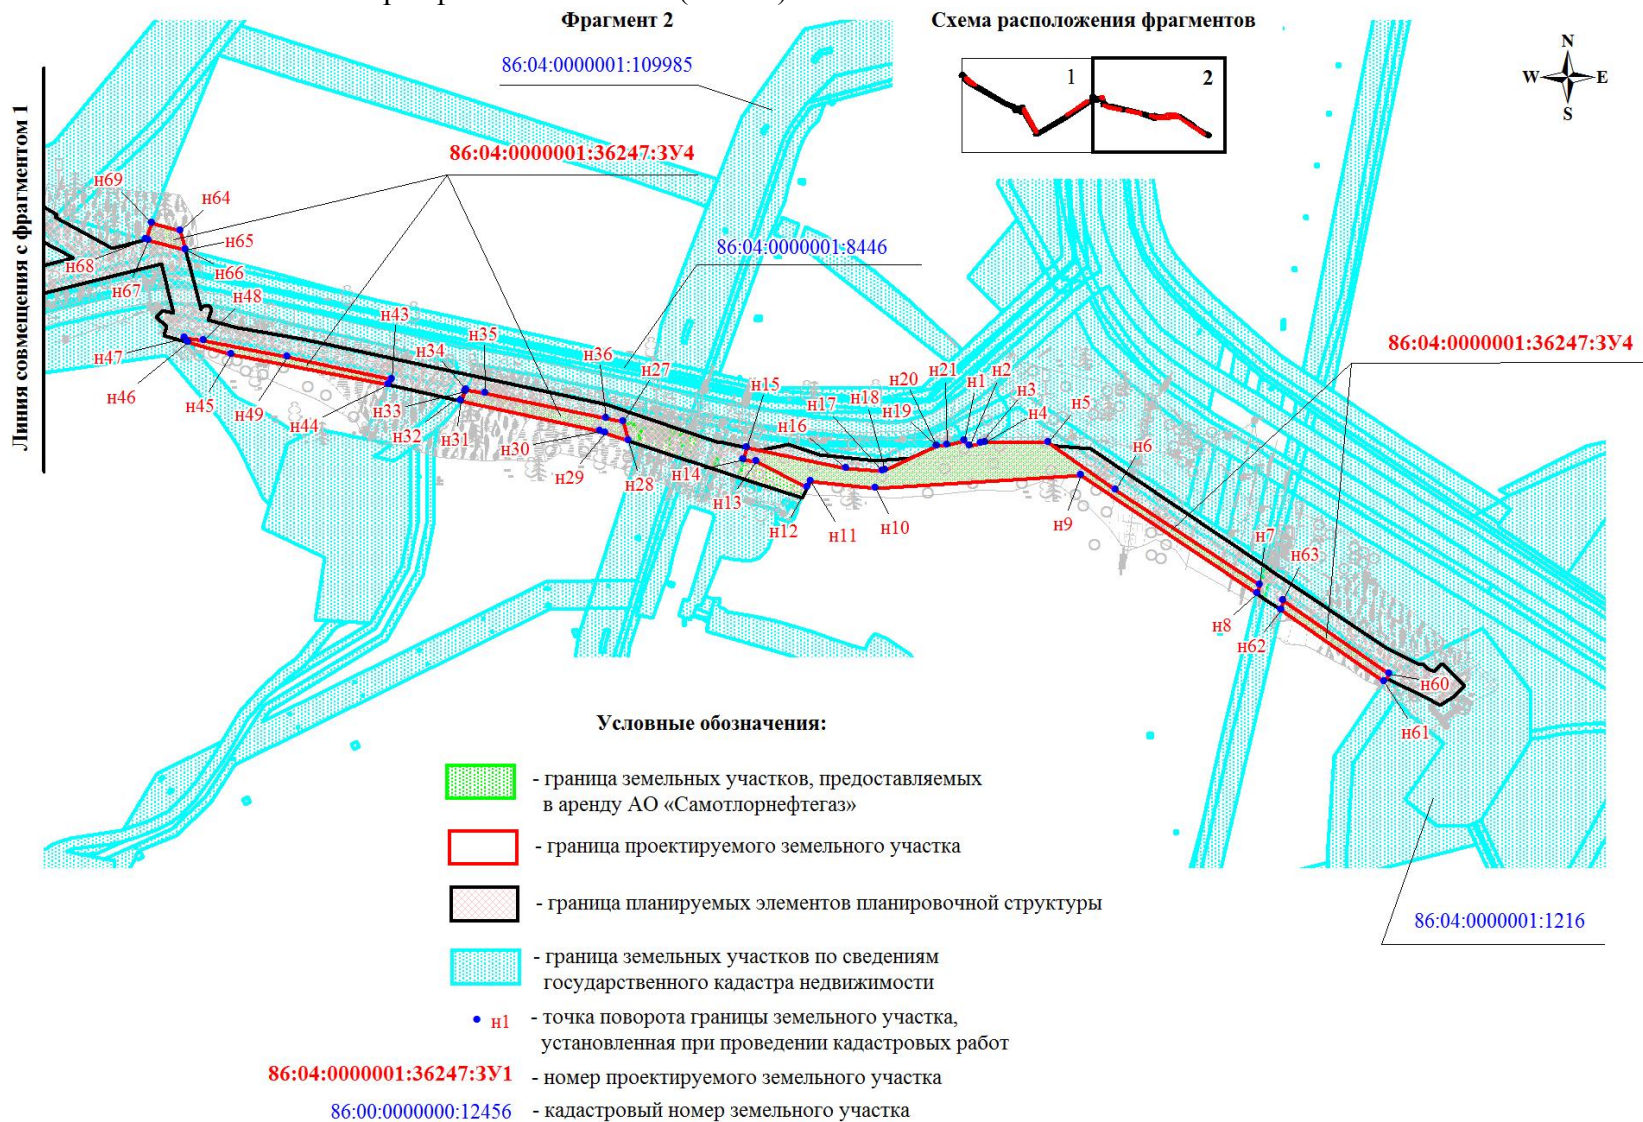 Фрагмент 2
Схема расположения фрагментов
86:04:0000001:109985
1
2
N
W
E
S
Линия совмещения с фрагментом 1
86:04:0000001:36247:ЗУ4
86:04:0000001:8446
86:04:0000001:36247:ЗУ4
н69
н64
н65
н68
н66
н67
н48
н43
н47
н46
н45
н49
н44
н34
н35
н33
н32
н31
н36
н27
н30
н29
н28
н15
н14
н13
н12
н11
н10
н16
н17
н18
н19
н20
н21
н1
н2
н3
н4
н5
н6
н9
н7
н63
н8
н62
н60
н61
86:04:0000001:1216
Условные обозначения:
- граница земельных участков, предоставляемых
в аренду АО «Самотлорнефтегаз»
- граница проектируемого земельного участка
- граница планируемых элементов планировочной структуры
- граница земельных участков по сведениям
государственного кадастра недвижимости
н1 - точка поворота границы земельного участка,
установленная при проведении кадастровых работ
86:04:0000001:36247:ЗУ1 - номер проектируемого земельного участка
86:00:0000000:12456 - кадастровый номер земельного участка